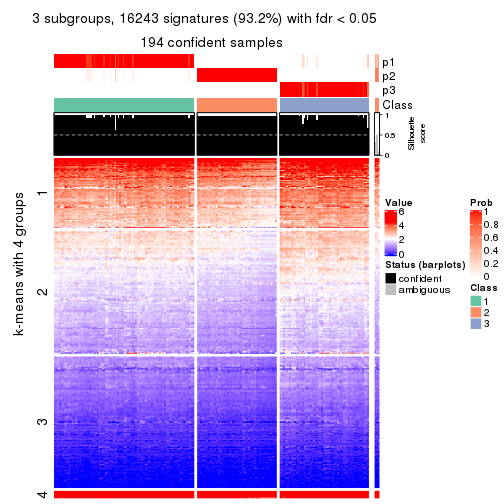 3 subgroups, 16243 signatures (93.2%) with fdr < 0.05
194 confident samples
p1
p2
p3
Class
1
0.5
0
Silhouette
score
k-means with 4 groups
1
2
3
4
Value
6
4
2
0
Status (barplots)
confident
ambiguous
Prob
1
0.8
0.6
0.4
0.2
0
Class
1
2
3